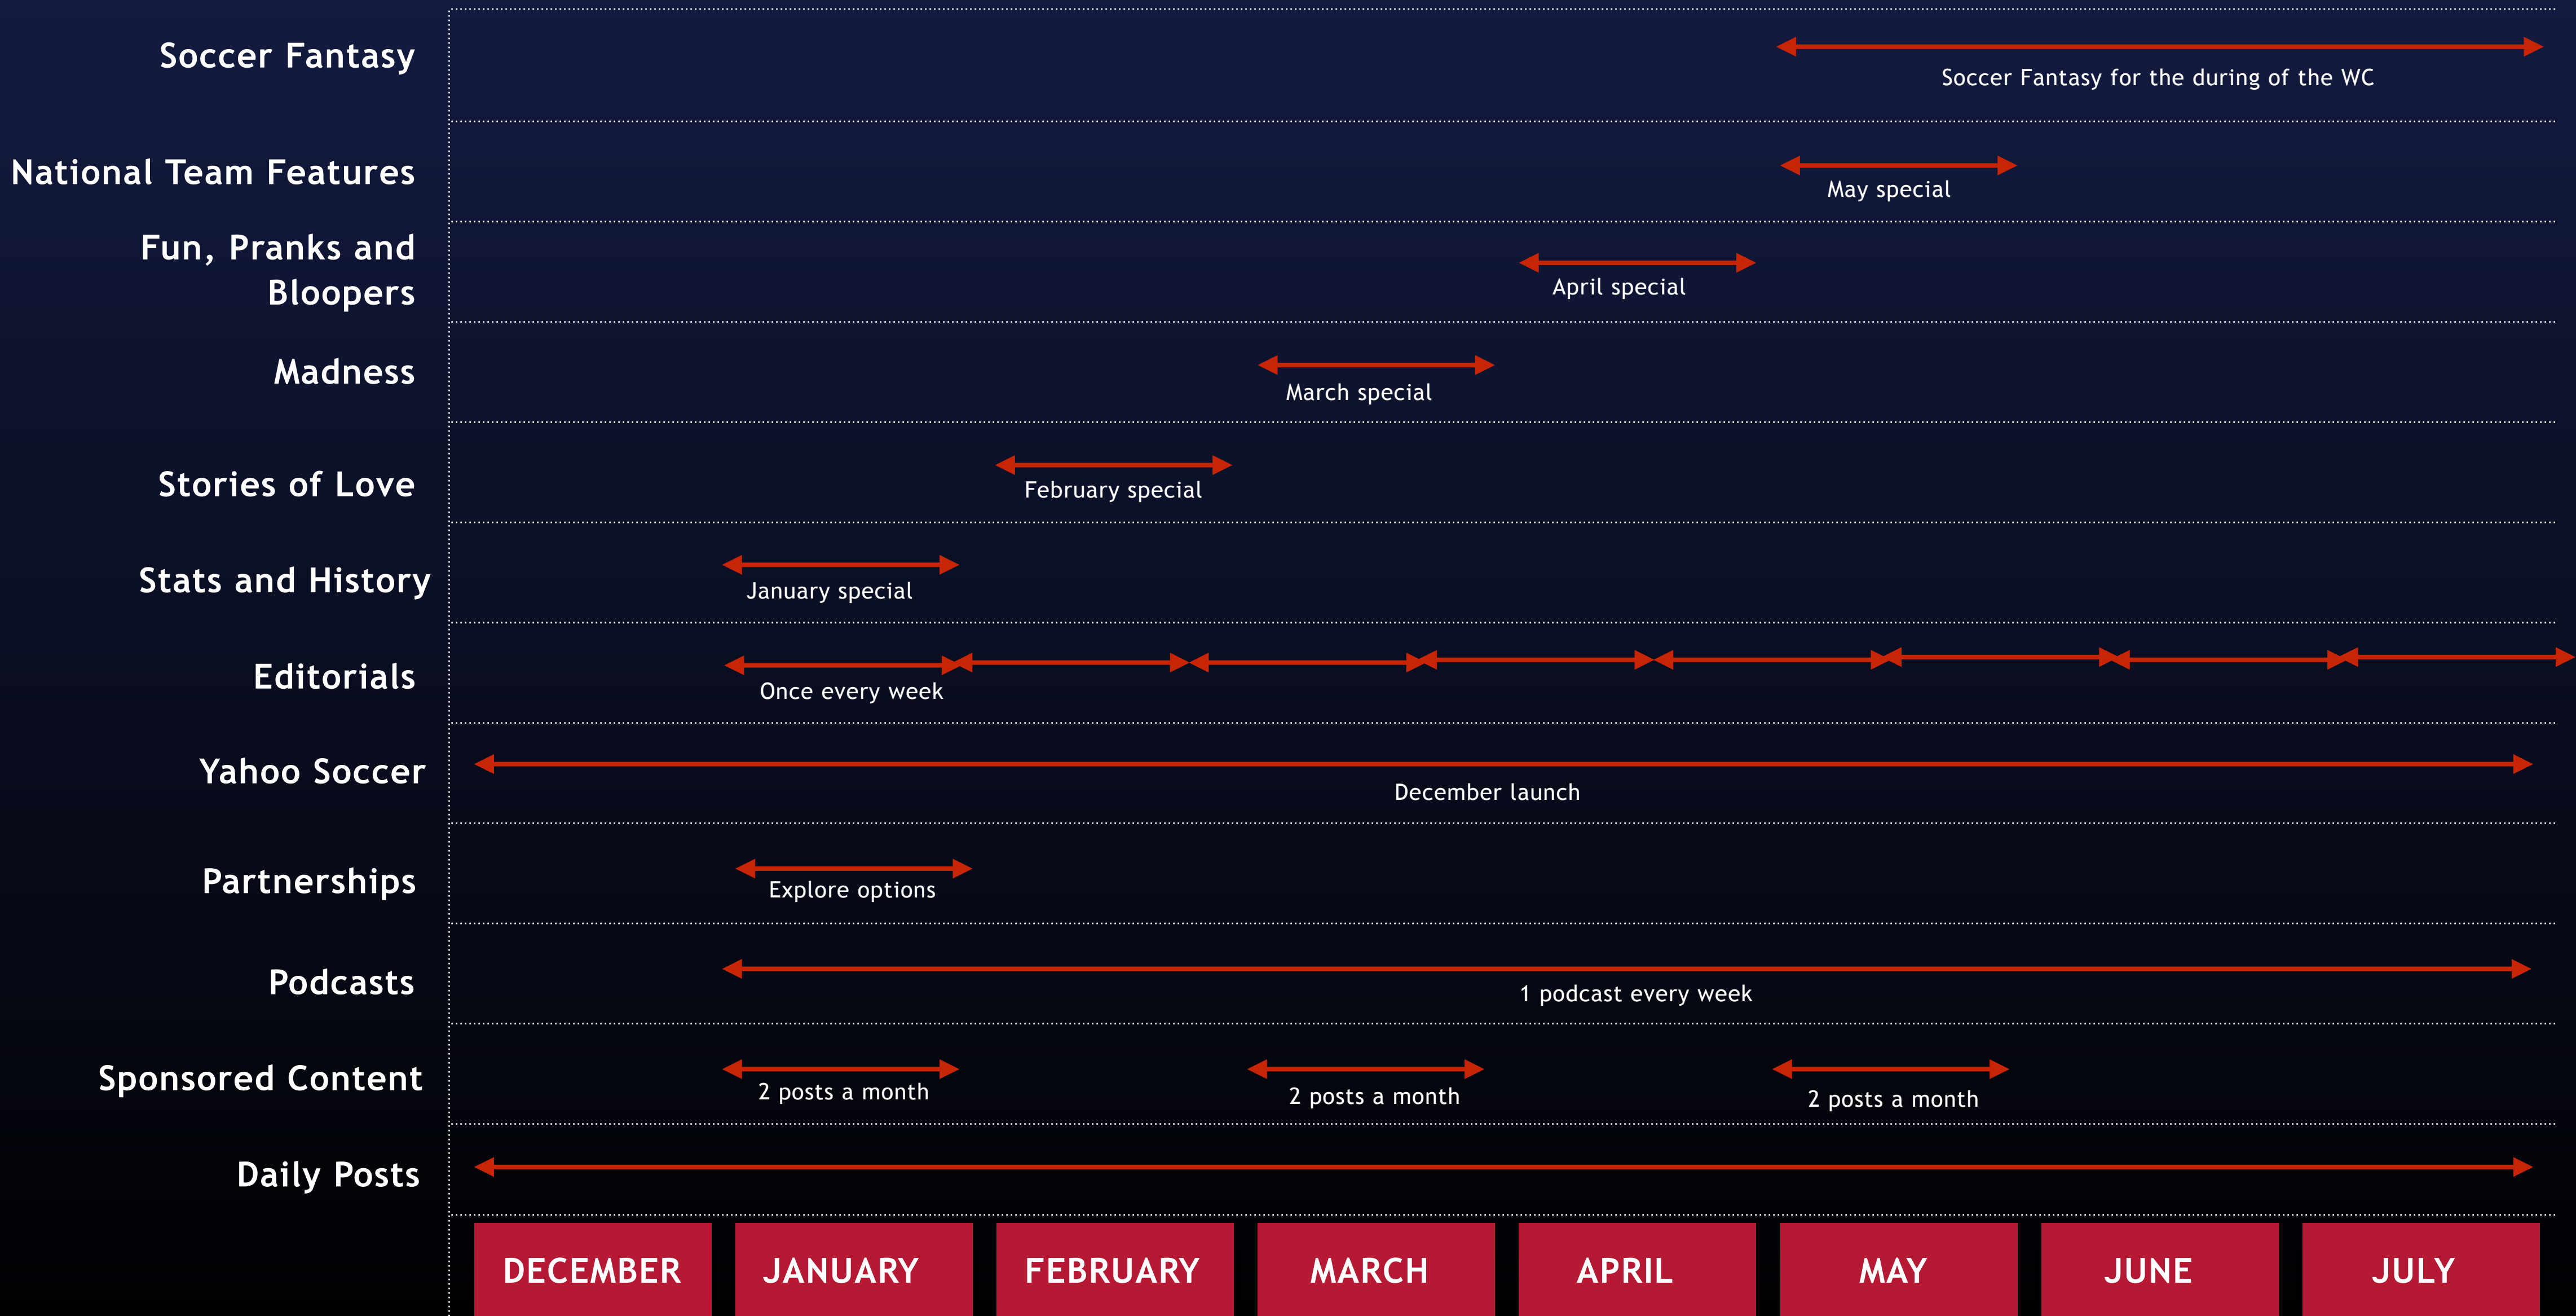 Soccer Fantasy
Soccer Fantasy for the during of the WC
National Team Features
May special
Fun, Pranks and
Bloopers
April special
Madness
March special
Stories of Love
February special
Stats and History
January special
Editorials
Once every week
Yahoo Soccer
December launch
Partnerships
Explore options
Podcasts
1 podcast every week
Sponsored Content
2 posts a month
2 posts a month
2 posts a month
Daily Posts
DECEMBER
JANUARY
FEBRUARY
MARCH
APRIL
MAY
JUNE
JULY